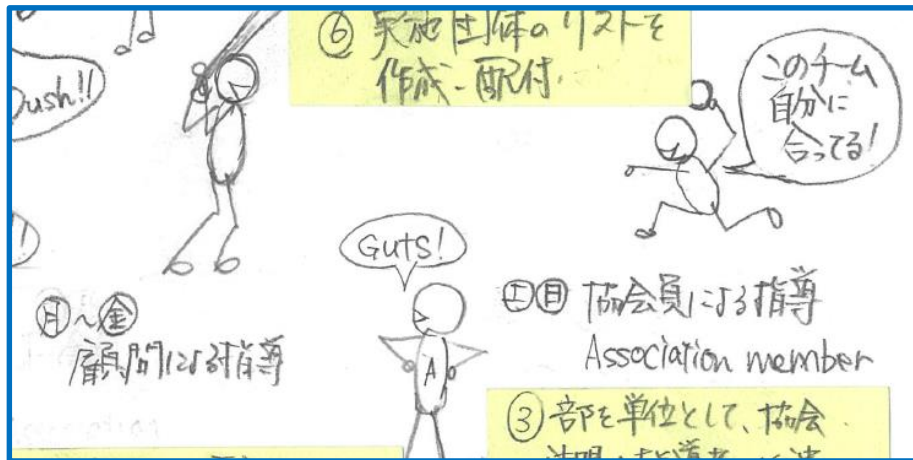 ⑥ 実施団体のリストを
作成・配付.
このチーム
自分に
合ってる!
Guts!
月〜金
顧問による指導
土日 協会員による指導
Association member
A
③ 部を単位として、協会